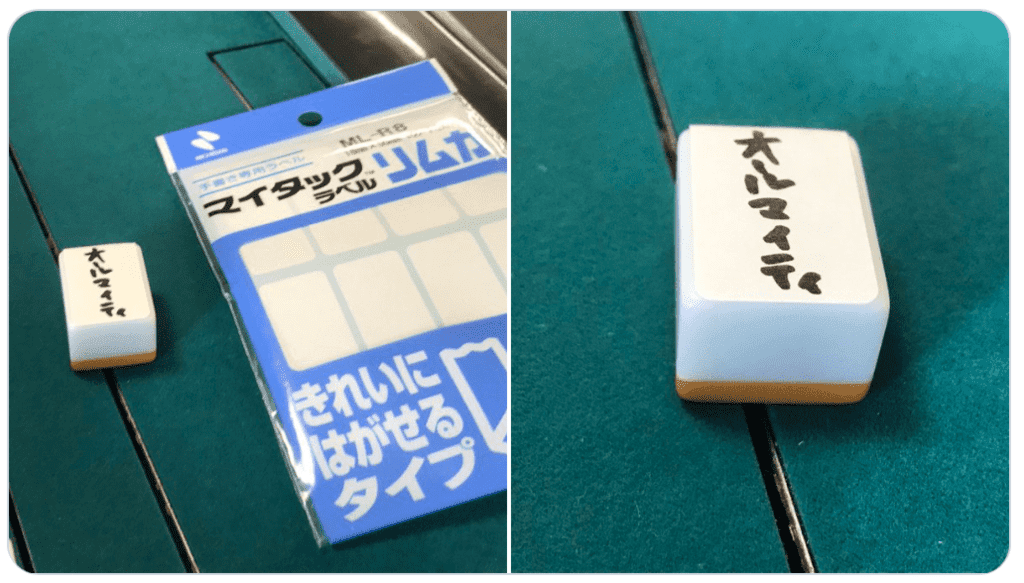 オルマイティ
ML-R8
手書き専用ラベル
マイタック
ラベル
リムカ
きれいに
はがせる
タイプ
オルマイティ